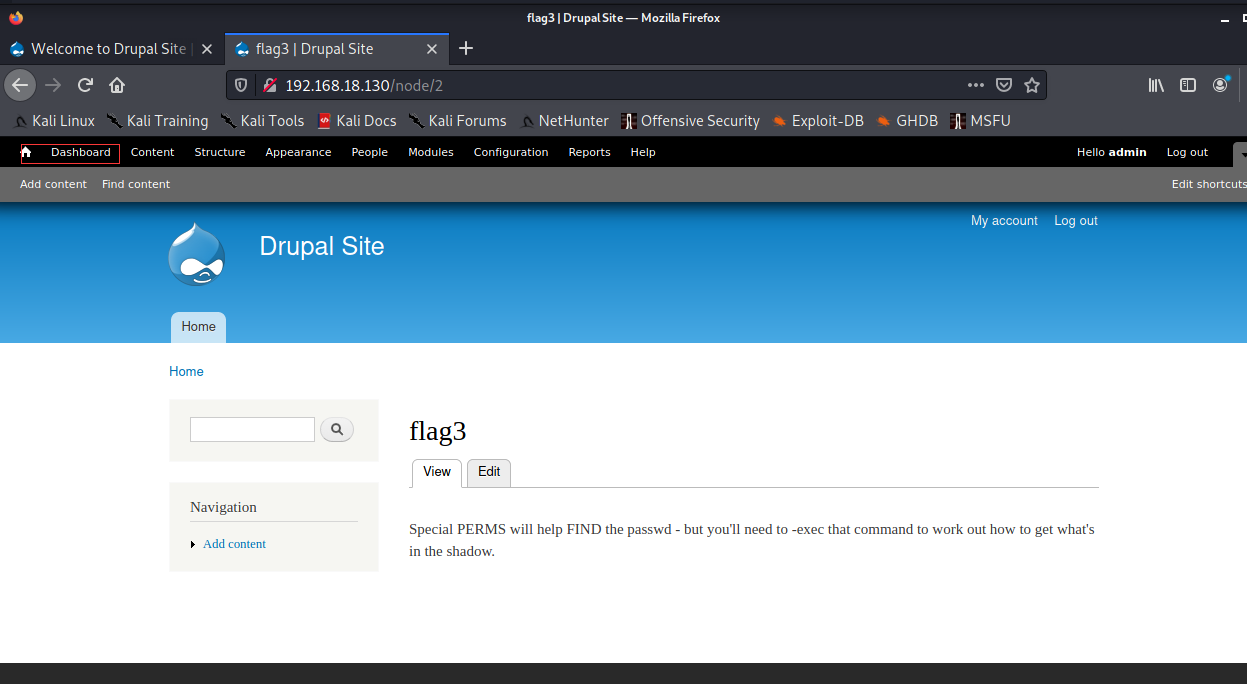 flag3 | Drupal Site — Mozilla Firefox
Welcome to Drupal Site | flag3 | Drupal Site
192.168.18.130/node/2
Kali Linux Kali Training Kali Tools Kali Docs Kali Forums NetHunter Offensive Security Exploit-DB GHDB MSFU
Dashboard Content Structure Appearance People Modules Configuration Reports Help Hello admin Log out
Add content Find content Edit shortcuts
My account Log out
Drupal Site
Home
Home
flag3
View Edit
Navigation
Add content
Special PERMS will help FIND the passwd - but you'll need to -exec that command to work out how to get what's
in the shadow.